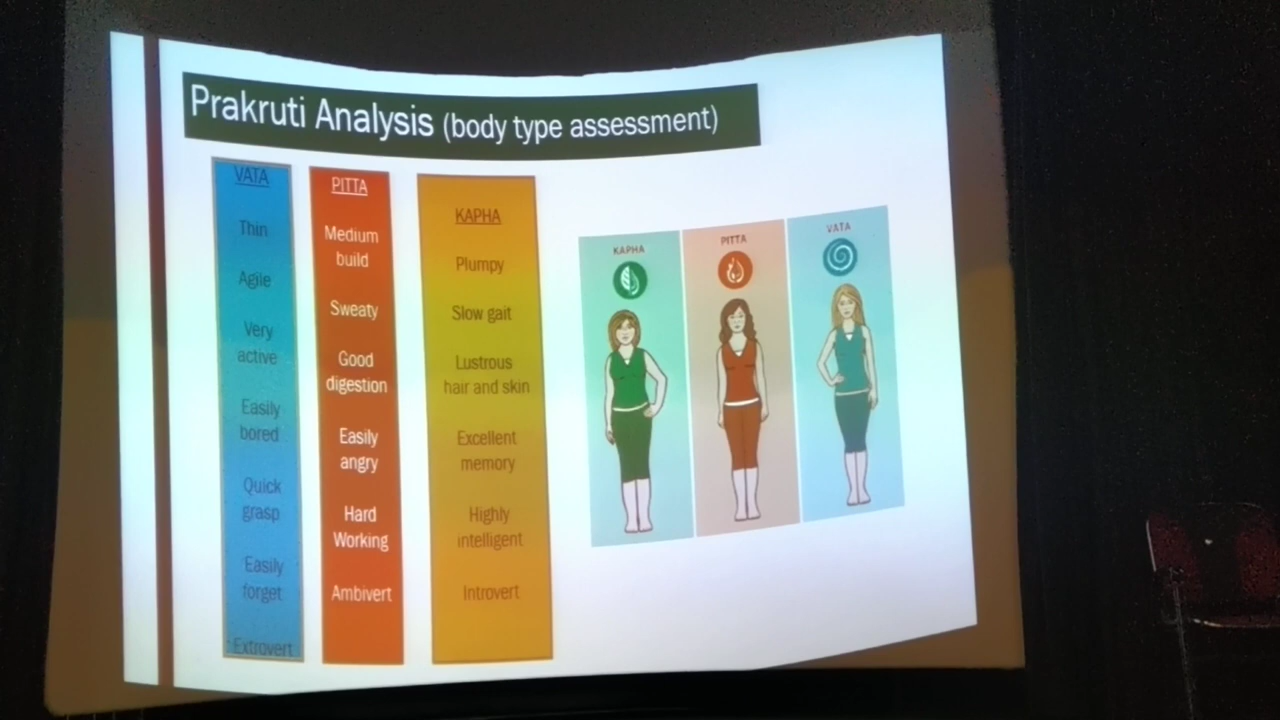 Prakruti Analysis (body type assessment)
VATA
Thin
Agile
Very
active
Easily
bored
Quick
grasp
Easily
forget
Extrovert
PITTA
Medium
build
Sweaty
Good
digestion
Easily
angry
Hard
Working
Ambivert
KAPHA
Plumpy
Slow gait
Lustrous
hair and skin
Excellent
memory
Highly
intelligent
Introvert
KAPHA
PITTA
VATA